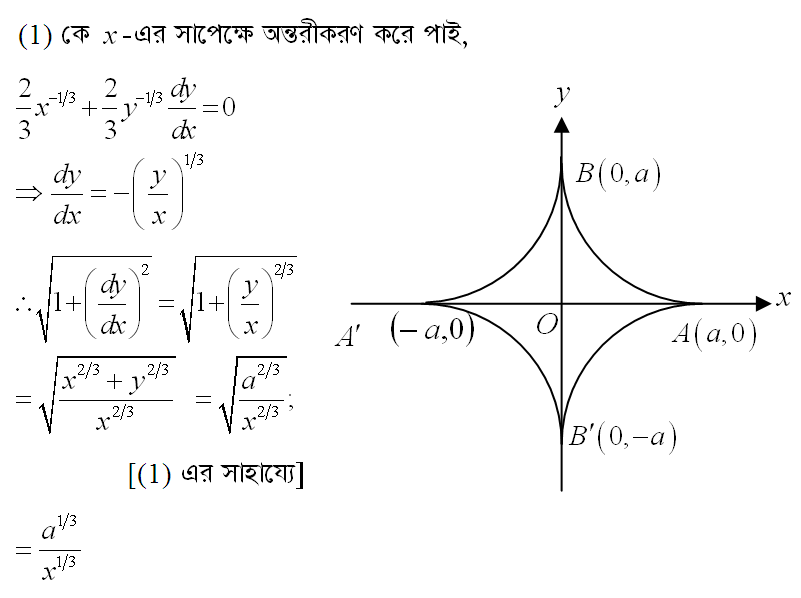 (1) কে x -এর সাপেক্ষে অন্তরীকরণ করে পাই,
2/3 x^(-1/3) + 2/3 y^(-1/3) dy/dx = 0
⇒ dy/dx = -(y/x)^(1/3)
∴ √(1+(dy/dx)^2) = √(1+(y/x)^(2/3))
= √((x^(2/3) + y^(2/3))/x^(2/3)) = √(a^(2/3)/x^(2/3)) ;
[(1) এর সাহায্যে]
= a^(1/3)/x^(1/3)
y
B(0,a)
x
A′
(−a,0)
O
A(a,0)
B′(0,−a)